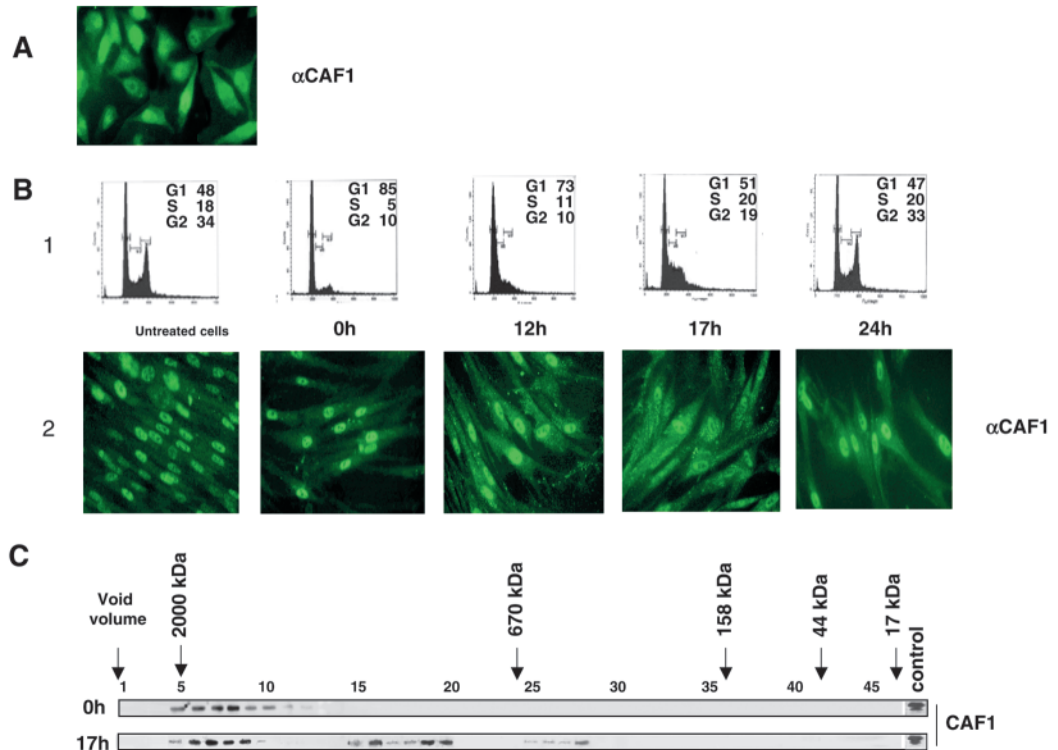 A
αCAF1
B
1
G1 48
S 18
G2 34
G1 85
S 5
G2 10
G1 73
S 11
G2 10
G1 51
S 20
G2 19
G1 47
S 20
G2 33
Untreated cells 0h 12h 17h 24h
2
αCAF1
C
Void volume
2000 kDa
670 kDa
158 kDa
44 kDa
17 kDa
control
1 5 10 15 20 25 30 35 40 45
0h
17h
CAF1